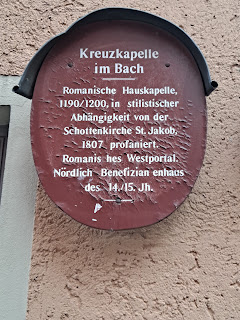 Kreuzkapelle
im Bach
Romanische Hauskapelle,
1190/1200, in stilistischer
Abhängigkeit von der
Schottenkirche St. Jakob.
1807 profaniert.
Romanis hes Westportal.
Nördlich Benefizian enhaus
des 14./15. Jh.